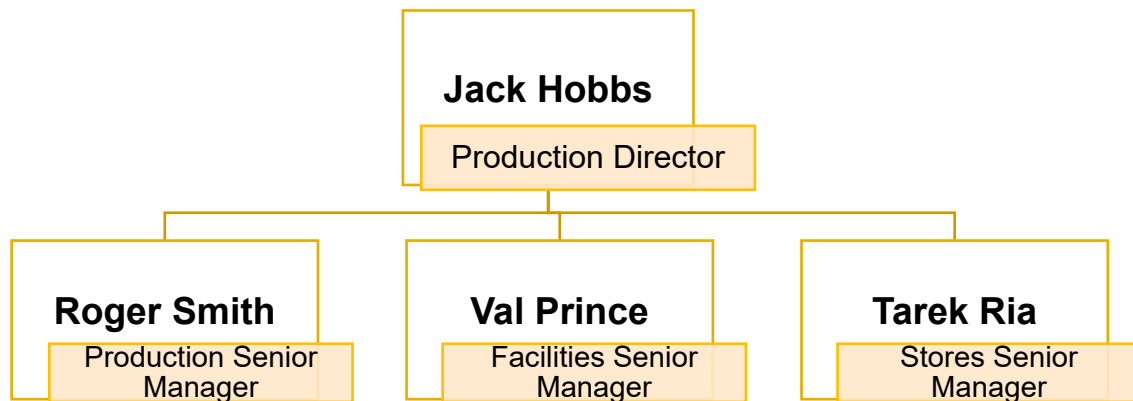 Jack Hobbs
Production Director
Roger Smith
Production Senior
Manager
Val Prince
Facilities Senior
Manager
Tarek Ria
Stores Senior
Manager